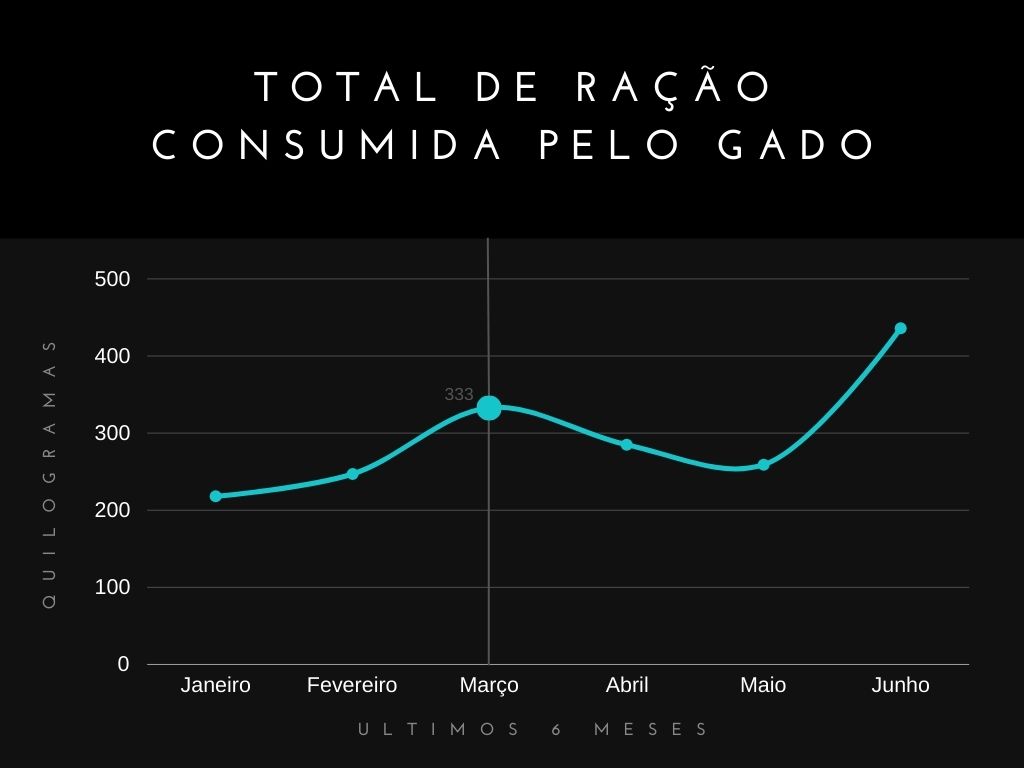 TOTAL DE RAÇÃO
CONSUMIDA PELO GADO
QUILOGRAMAS
500
400
300
200
100
0
333
Janeiro Fevereiro Março Abril Maio Junho
ULTIMOS 6 MESES